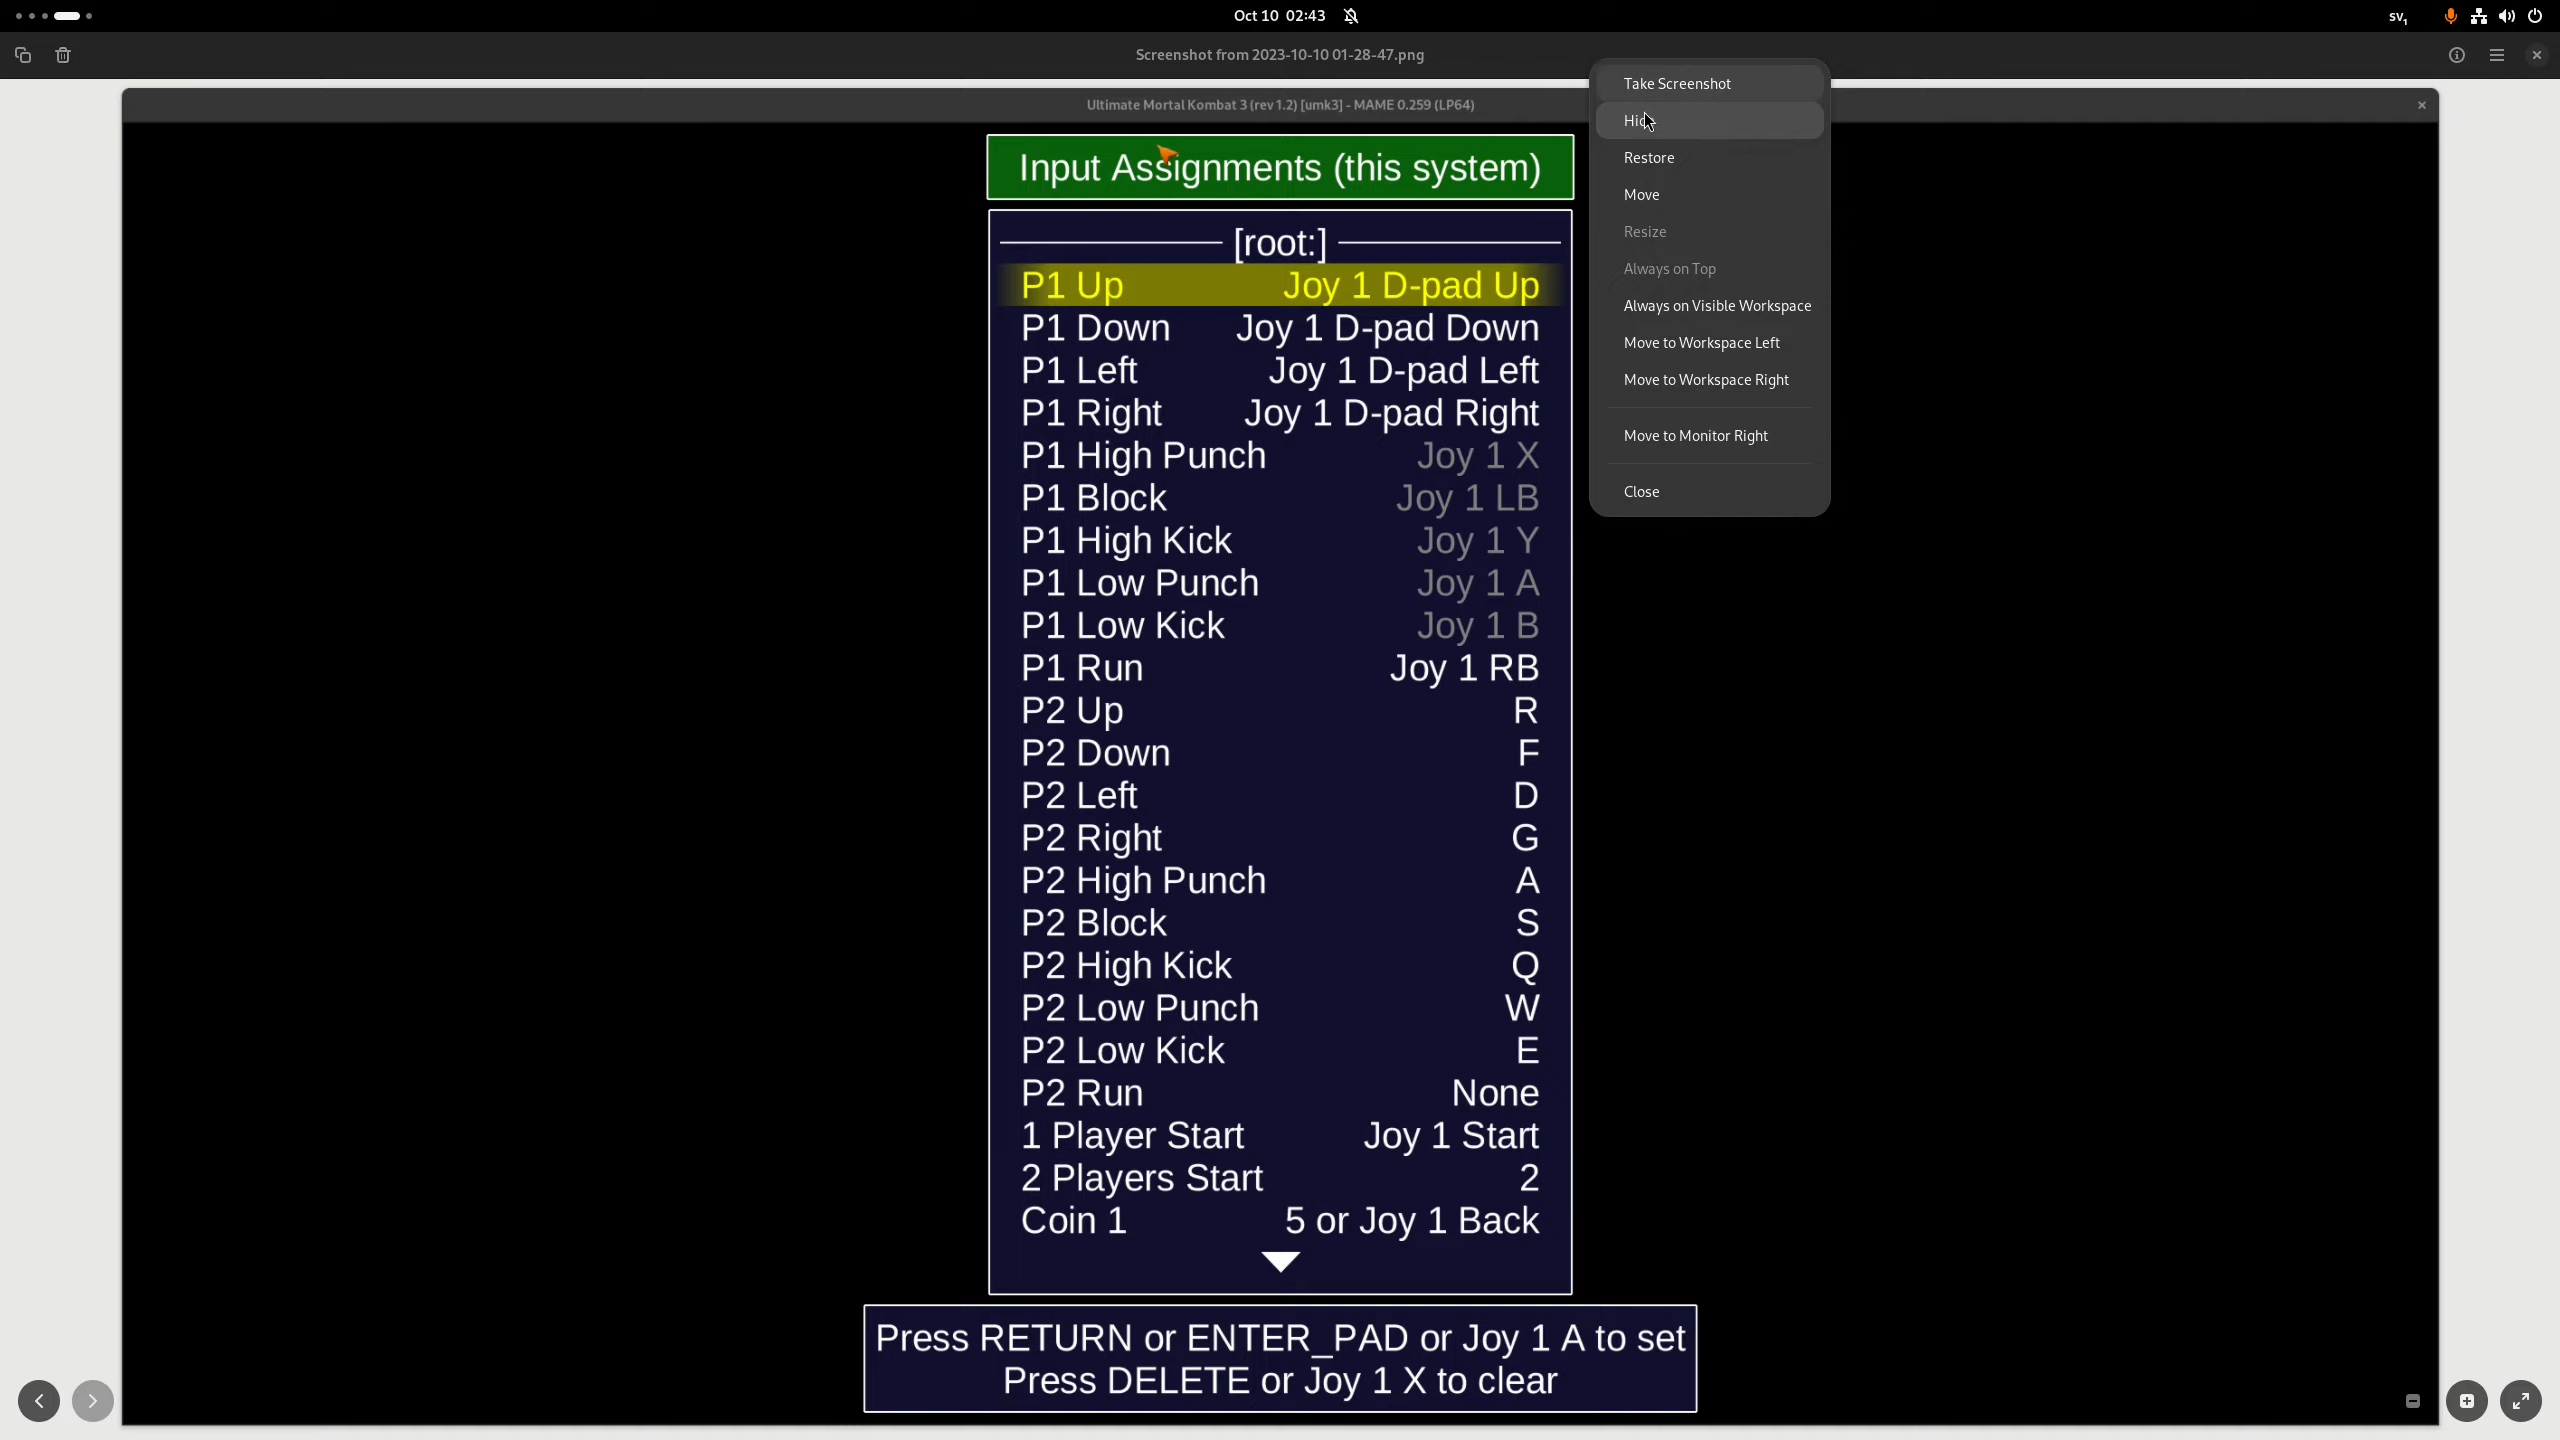 Oct 10 02:43
sv₁
Screenshot from 2023-10-10 01-28-47.png
Ultimate Mortal Kombat 3 (rev 1.2) [umk3] - MAME 0.259 (LP64)
Input Assignments (this system)
[root:]
P1 Up Joy 1 D-pad Up
P1 Down Joy 1 D-pad Down
P1 Left Joy 1 D-pad Left
P1 Right Joy 1 D-pad Right
P1 High Punch Joy 1 X
P1 Block Joy 1 LB
P1 High Kick Joy 1 Y
P1 Low Punch Joy 1 A
P1 Low Kick Joy 1 B
P1 Run Joy 1 RB
P2 Up R
P2 Down F
P2 Left D
P2 Right G
P2 High Punch A
P2 Block S
P2 High Kick Q
P2 Low Punch W
P2 Low Kick E
P2 Run None
1 Player Start Joy 1 Start
2 Players Start 2
Coin 1 5 or Joy 1 Back
Press RETURN or ENTER_PAD or Joy 1 A to set
Press DELETE or Joy 1 X to clear
Take Screenshot
Hide
Restore
Move
Resize
Always on Top
Always on Visible Workspace
Move to Workspace Left
Move to Workspace Right
Move to Monitor Right
Close